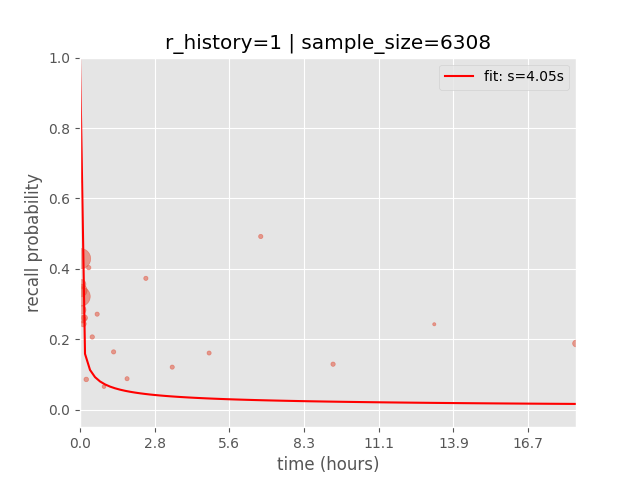 r_history=1 | sample_size=6308
fit: s=4.05s
1.0
0.8
0.6
0.4
0.2
0.0
recall probability
0.0 2.8 5.6 8.3 11.1 13.9 16.7
time (hours)